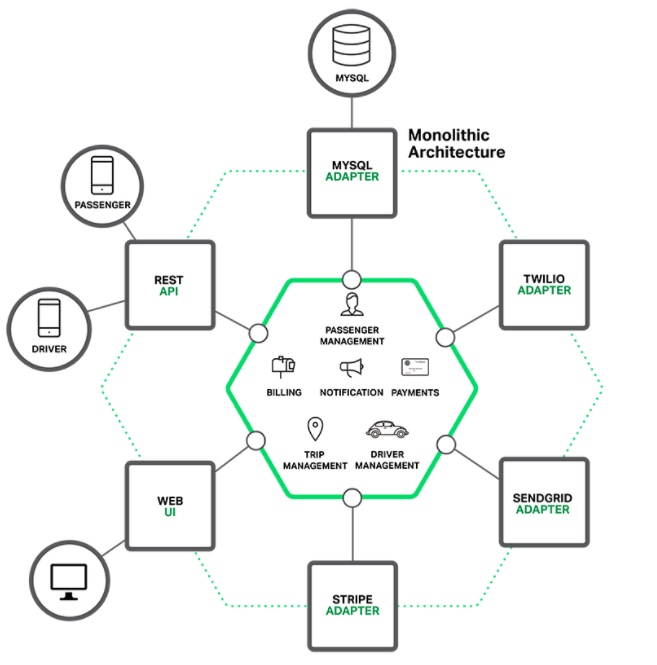 MYSQL
Monolithic
Architecture
MYSQL
ADAPTER
PASSENGER
REST
API
TWILIO
ADAPTER
DRIVER
PASSENGER
MANAGEMENT
BILLING
NOTIFICATION
PAYMENTS
TRIP
MANAGEMENT
DRIVER
MANAGEMENT
WEB
UI
SENDGRID
ADAPTER
STRIPE
ADAPTER